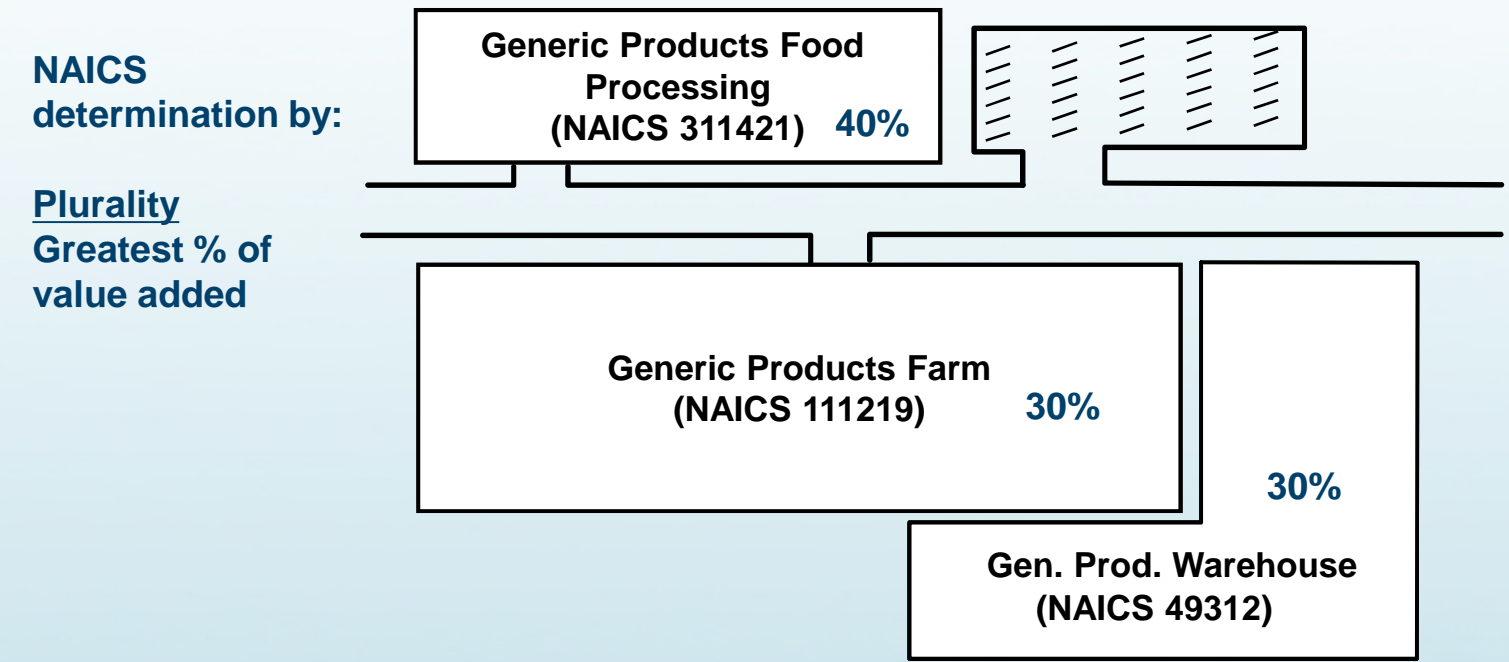 NAICS
determination by:
Plurality
Greatest % of
value added
Generic Products Food
Processing
(NAICS 311421) 40%
Generic Products Farm
(NAICS 111219) 30%
30%
Gen. Prod. Warehouse
(NAICS 49312)